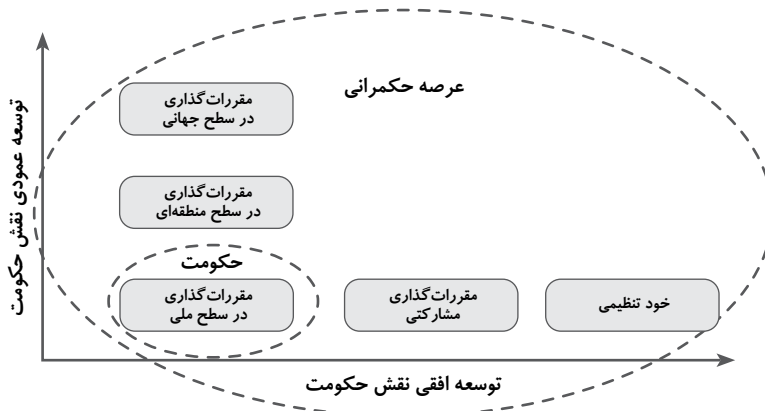 عرصه حکمرانی
مقررات‌گذاری
در سطح جهانی
مقررات‌گذاری
در سطح منطقه‌ای
حکومت
مقررات‌گذاری
در سطح ملی
مقررات‌گذاری
مشارکتی
خود تنظیمی
توسعه عمودی نقش حکومت
توسعه افقی نقش حکومت